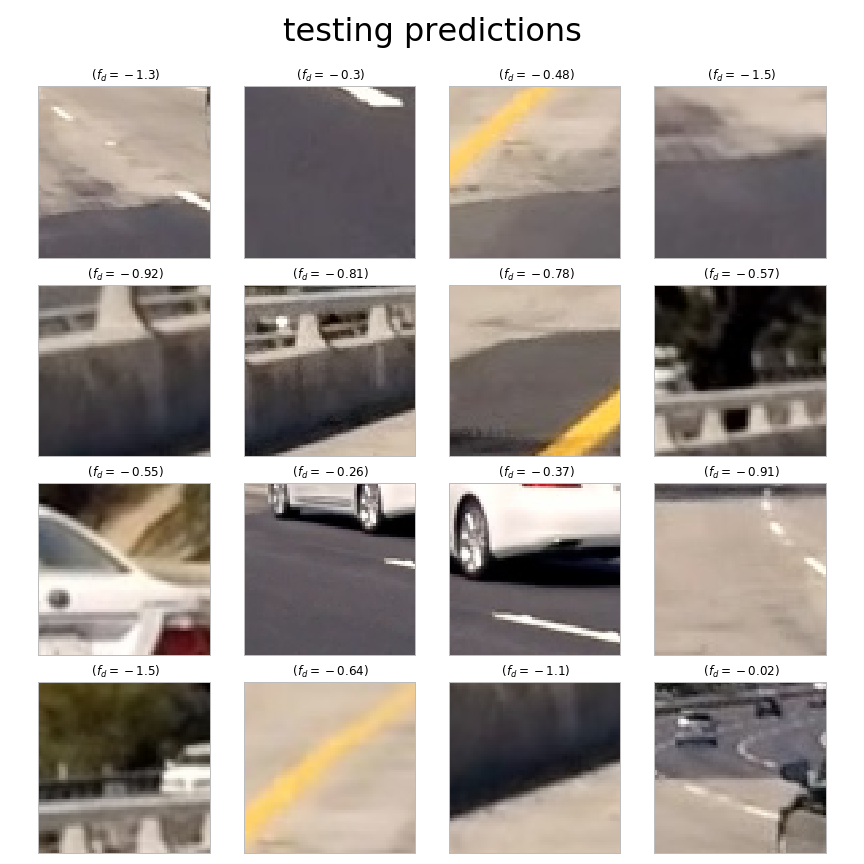 testing predictions
(f_d = −1.3) (f_d = −0.3) (f_d = −0.48) (f_d = −1.5)
(f_d = −0.92) (f_d = −0.81) (f_d = −0.78) (f_d = −0.57)
(f_d = −0.55) (f_d = −0.26) (f_d = −0.37) (f_d = −0.91)
(f_d = −1.5) (f_d = −0.64) (f_d = −1.1) (f_d = −0.02)